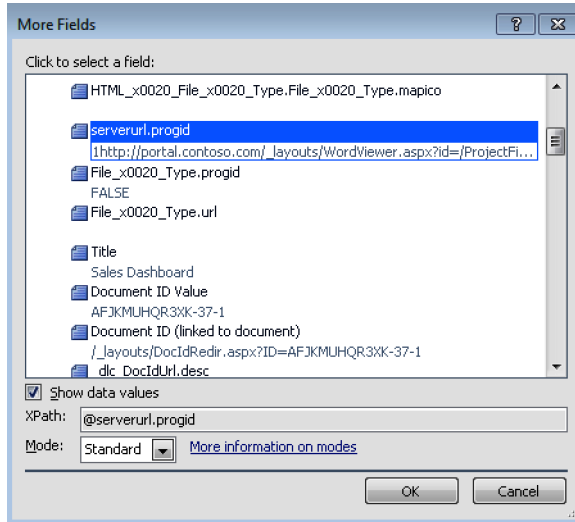 More Fields
Click to select a field:
HTML_x0020_File_x0020_Type.File_x0020_Type.mapico
serverurl.progid
1http://portal.contoso.com/_layouts/WordViewer.aspx?id=/ProjectFi...
File_x0020_Type.progid
FALSE
File_x0020_Type.url
Title
Sales Dashboard
Document ID Value
AFJKMUHQR3XK-37-1
Document ID (linked to document)
/_layouts/DocIdRedir.aspx?ID=AFJKMUHQR3XK-37-1
_dlc_DocIdUrl.desc
Show data values
XPath: @serverurl.progid
Mode: Standard More information on modes
OK Cancel